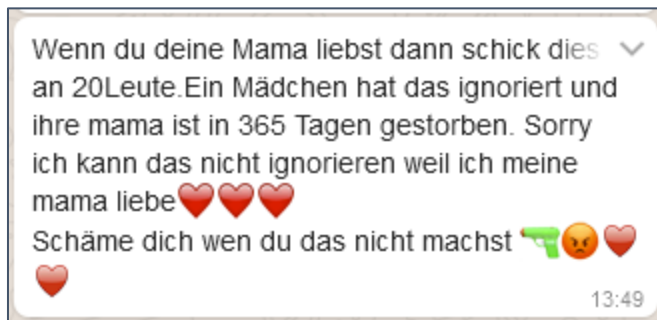 Wenn du deine Mama liebst dann schick dies
an 20Leute.Ein Mädchen hat das ignoriert und
ihre mama ist in 365 Tagen gestorben. Sorry
ich kann das nicht ignorieren weil ich meine
mama liebe❤❤❤
Schäme dich wen du das nicht machst 🔫😡❤
❤
13:49